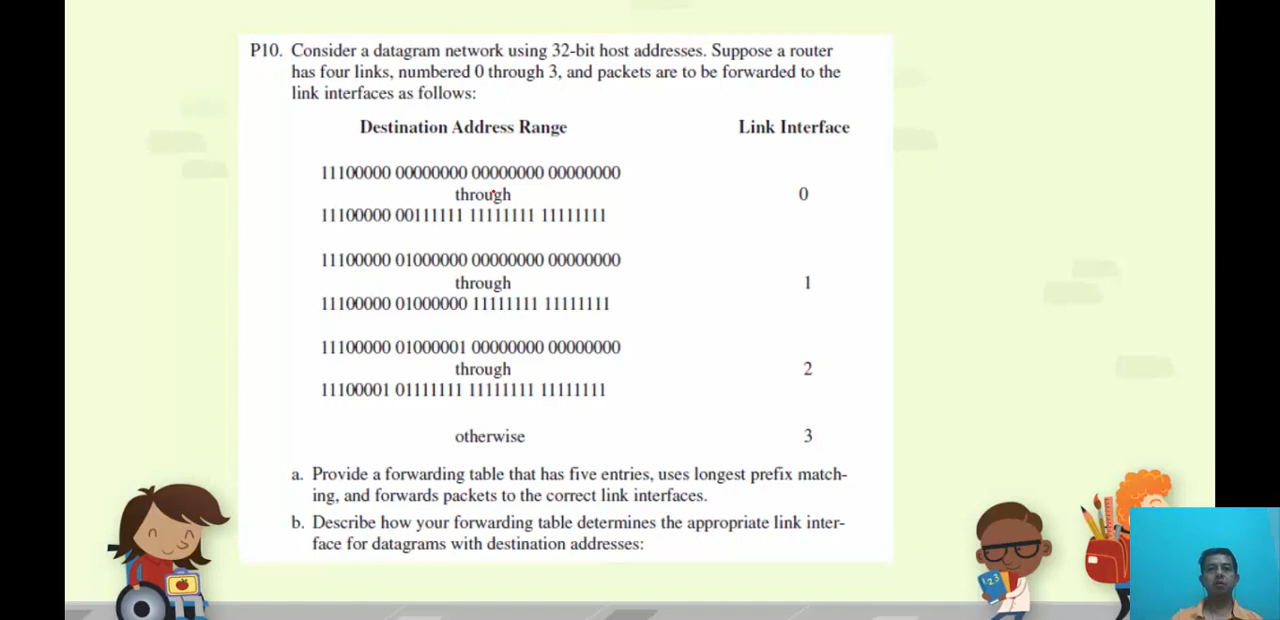 P10. Consider a datagram network using 32-bit host addresses. Suppose a router
has four links, numbered 0 through 3, and packets are to be forwarded to the
link interfaces as follows:
Destination Address Range Link Interface
11100000 00000000 00000000 00000000
through 0
11100000 00111111 11111111 11111111
11100000 01000000 00000000 00000000
through 1
11100000 01000000 11111111 11111111
11100000 01000001 00000000 00000000
through 2
11100001 01111111 11111111 11111111
otherwise 3
a. Provide a forwarding table that has five entries, uses longest prefix match-
ing, and forwards packets to the correct link interfaces.
b. Describe how your forwarding table determines the appropriate link inter-
face for datagrams with destination addresses:
123